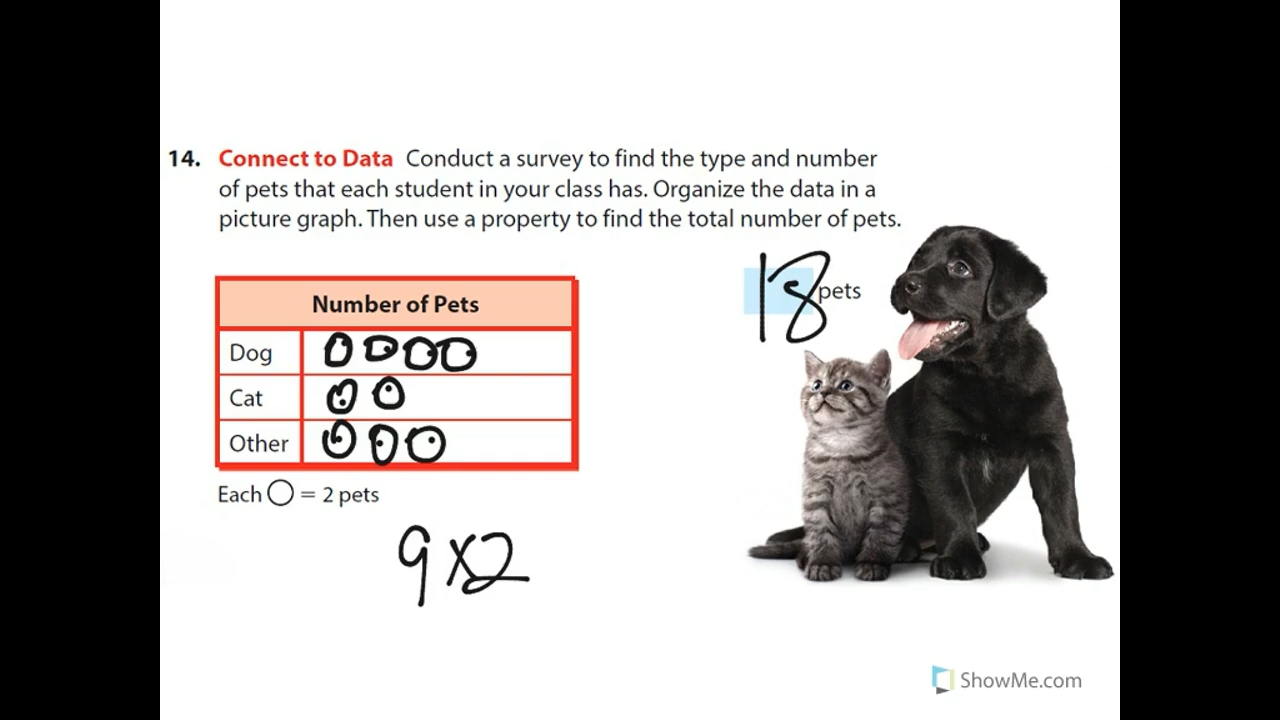 14. Connect to Data Conduct a survey to find the type and number
of pets that each student in your class has. Organize the data in a
picture graph. Then use a property to find the total number of pets.
18 pets
Number of Pets
Dog
Cat
Other
Each ○ = 2 pets
9 x 2
ShowMe.com